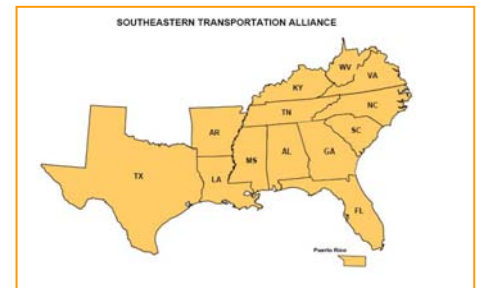 SOUTHEASTERN TRANSPORTATION ALLIANCE
WV
VA
KY
NC
TN
AR
SC
MS
AL
GA
TX
LA
FL
Puerto Rico